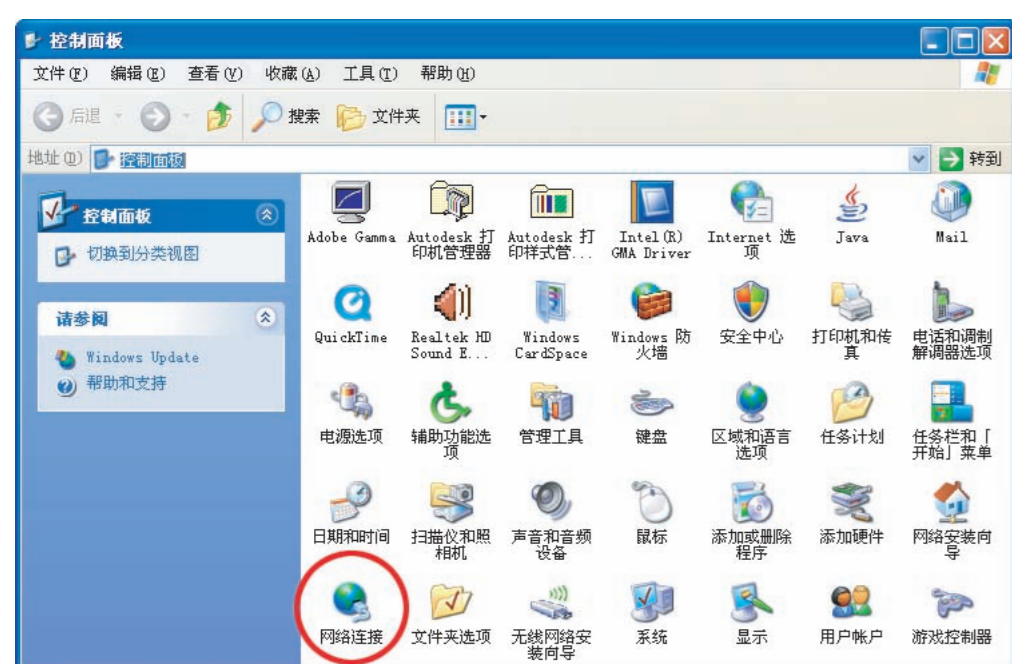 控制面板
文件(F) 编辑(E) 查看(V) 收藏(A) 工具(T) 帮助(H)
后退 搜索 文件夹
地址(D) 控制面板 转到
控制面板
切换到分类视图
请参阅
Windows Update
帮助和支持
Adobe Gamma
Autodesk 打
印机管理器
Autodesk 打
印样式管...
Intel(R)
GMA Driver
Internet 选
项
Java
Mail
QuickTime
Realtek HD
Sound E...
Windows
CardSpace
Windows 防
火墙
安全中心
打印机和传
真
电话和调制
解调器选项
电源选项
辅助功能选
项
管理工具
键盘
区域和语言
选项
任务计划
任务栏和「
开始」菜单
日期和时间
扫描仪和照
相机
声音和音频
设备
鼠标
添加或删除
程序
添加硬件
网络安装向
导
网络连接
文件夹选项
无线网络安
装向导
系统
显示
用户帐户
游戏控制器